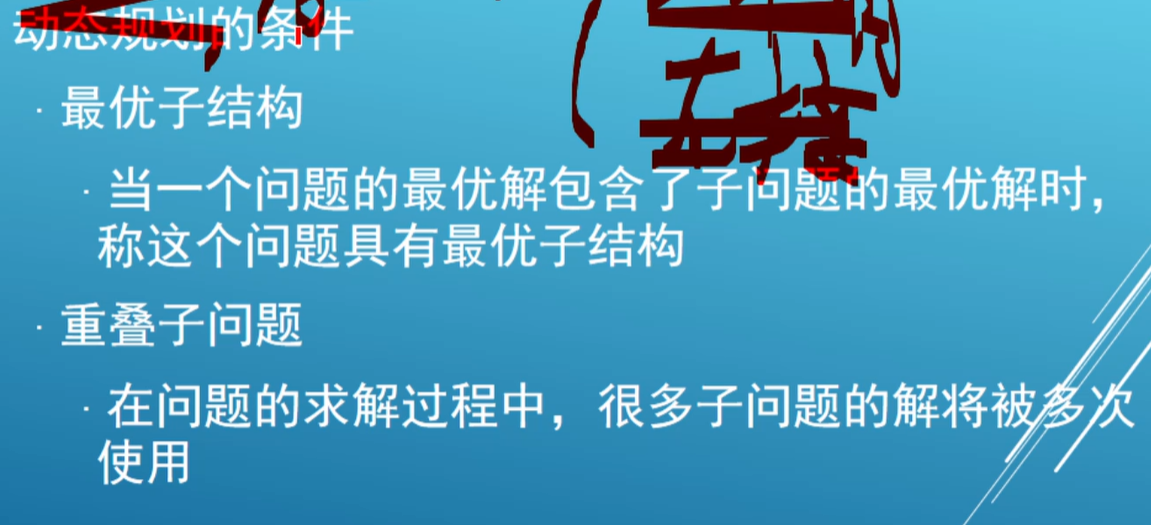 动态规划的条件
· 最优子结构
· 当一个问题的最优解包含了子问题的最优解时，
称这个问题具有最优子结构
· 重叠子问题
· 在问题的求解过程中，很多子问题的解将被多次
使用